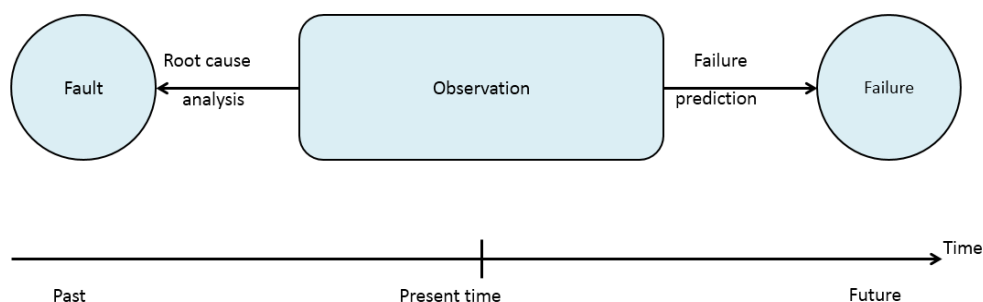 Root cause
Failure
Fault
Observation
Failure
analysis
prediction
Time
Past
Present time
Future